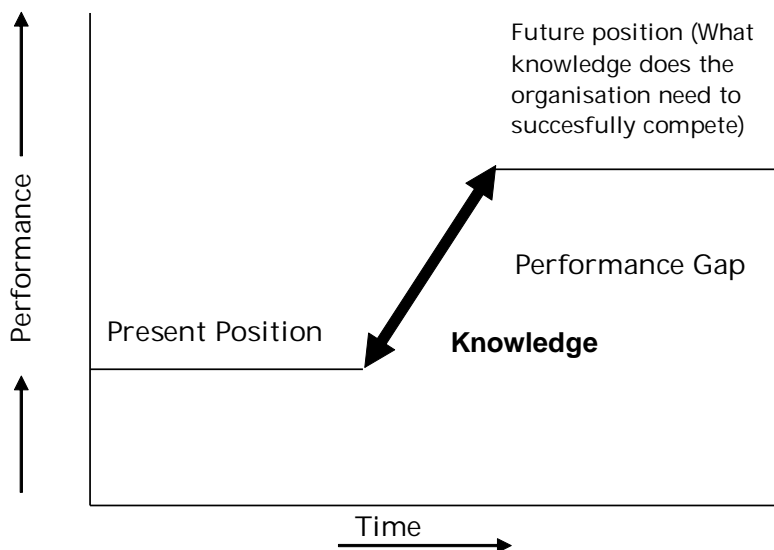 Future position (What
knowledge does the
organisation need to
succesfully compete)
Performance
Performance Gap
Present Position
Knowledge
Time